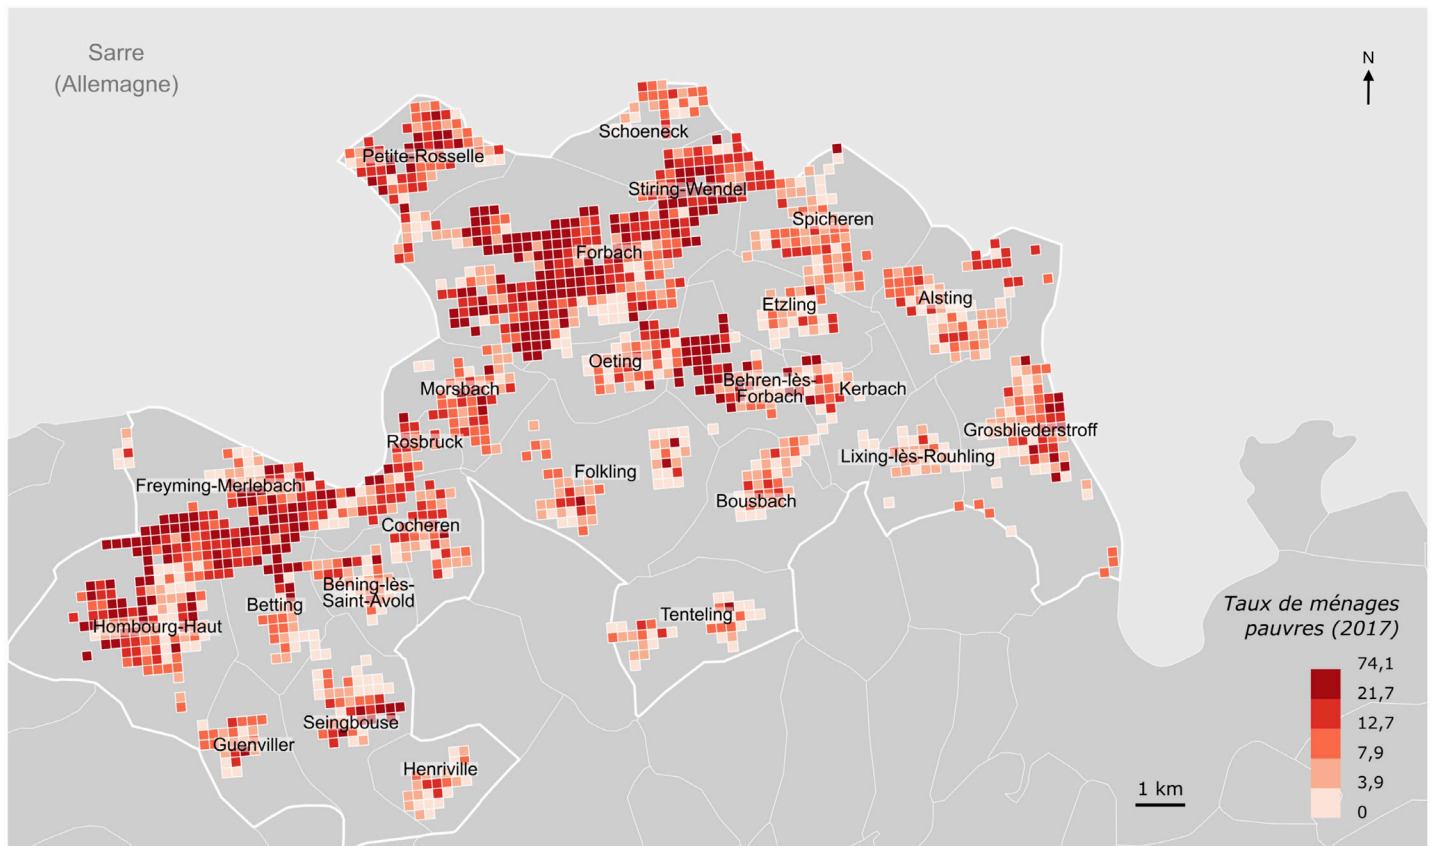 Sarre
(Allemagne)
N
Schoeneck
Petite-Rosselle
Stiring-Wendel
Spicheren
Forbach
Alsting
Etzling
Oeting
Behren-lès-
Forbach
Kerbach
Morsbach
Grosbliederstroff
Rosbruck
Lixing-lès-Rouhling
Folkling
Freyming-Merlebach
Bousbach
Cocheren
Béning-lès-
Saint-Avold
Betting
Tenteling
Hombourg-Haut
Seingbouse
Guenviller
Henriville
Taux de ménages
pauvres (2017)
74,1
21,7
12,7
7,9
3,9
0
1 km